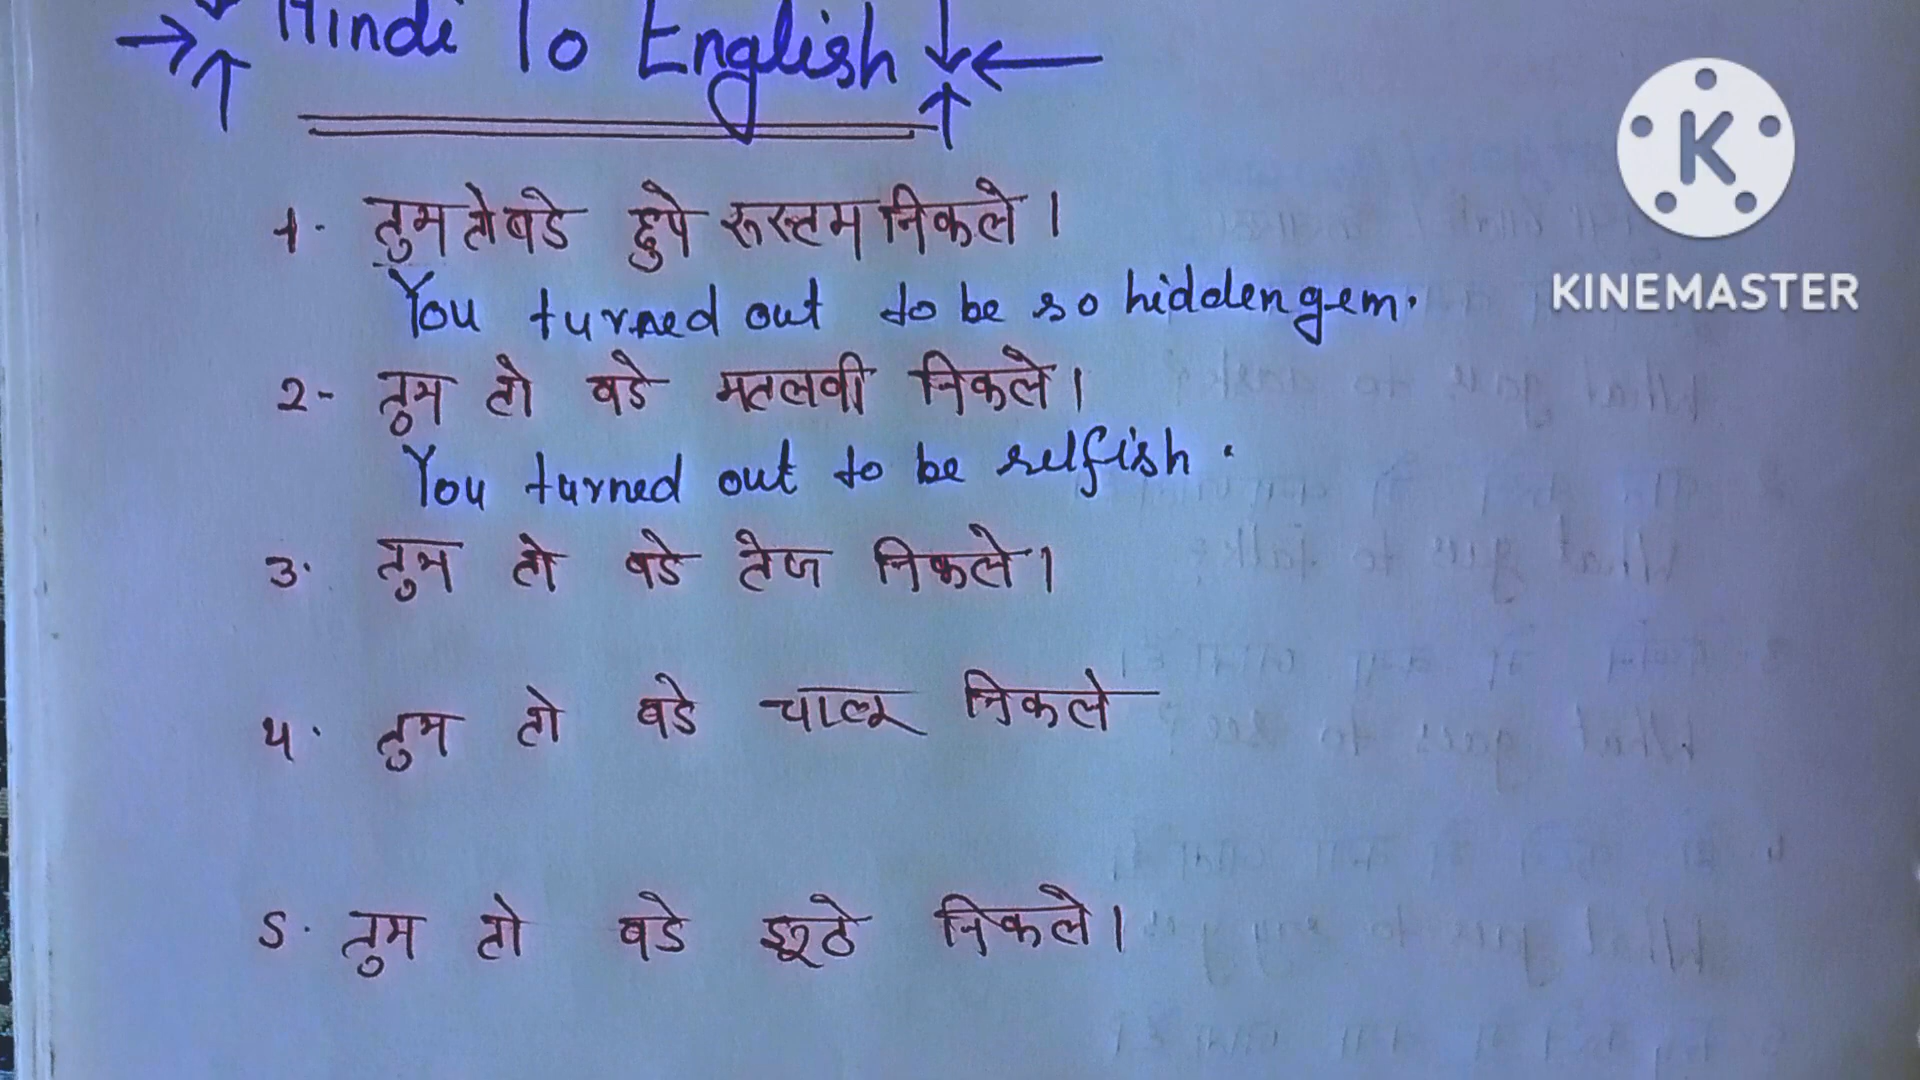 Hindi To English
1- तुम तो बडे छुपे रूस्तम निकले।
You turned out to be so hidden gem.
2- तुम तो बडे मतलबी निकले।
You turned out to be selfish.
3. तुम तो बडे तेज निकले।
4. तुम तो बडे चालू निकले
5. तुम तो बडे झूठे निकले।
KINEMASTER